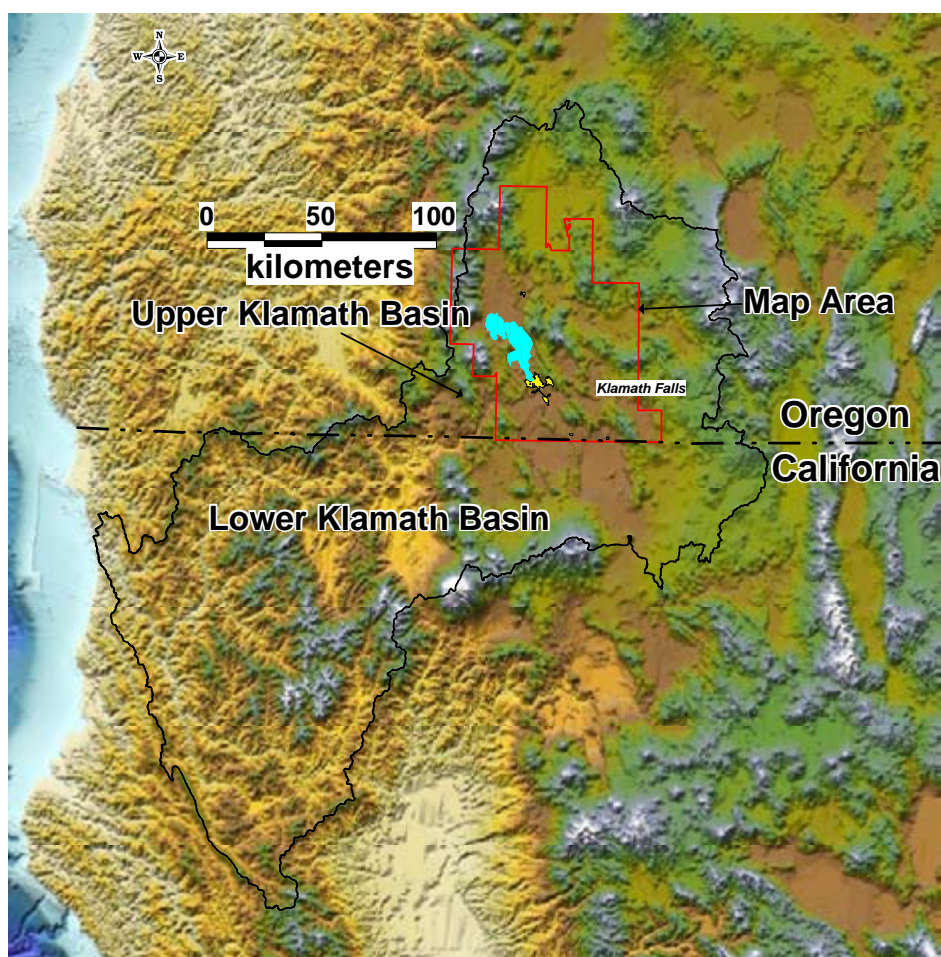 N
W E
S
0 50 100
kilometers
Upper Klamath Basin
Map Area
Klamath Falls
Oregon
California
Lower Klamath Basin